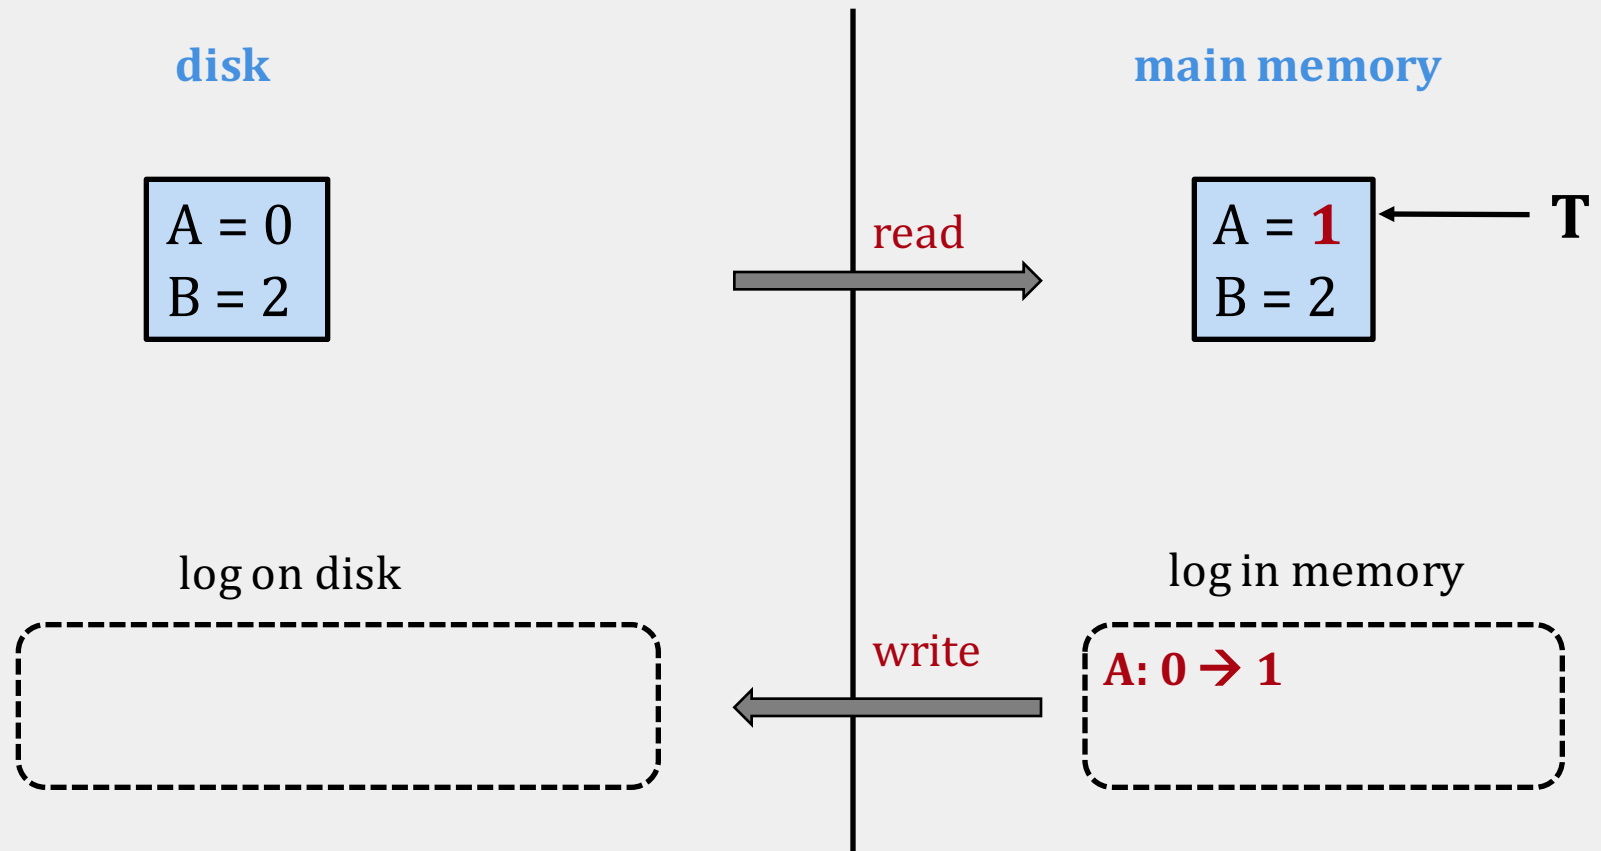 disk
main memory
A = 0
B = 2
read
A = 1
B = 2
T
log on disk
log in memory
write
A: 0 → 1